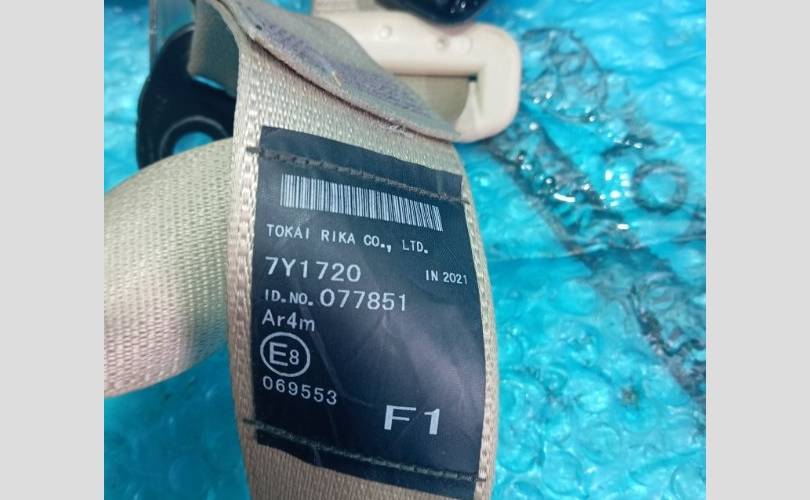 TOKAI RIKA CO., LTD.
7Y1720 IN 2021
ID.NO. 077851
Ar4m
E8
069553
F1